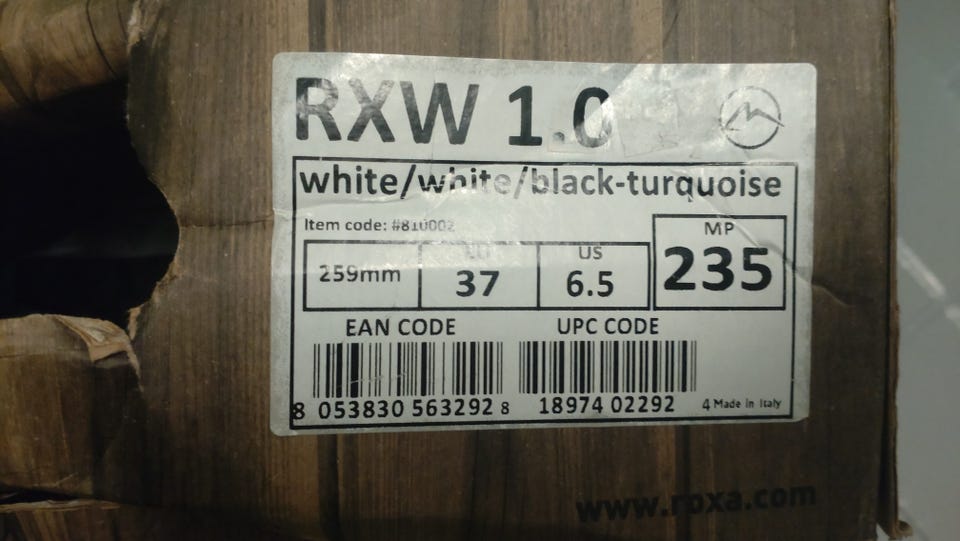 RXW 1.0
white/white/black-turquoise
Item code: #810002
MP
EU US
259mm 37 6.5 235
EAN CODE UPC CODE
8 053830 563292 8 18974 02292 4 Made in Italy
www.roxa.com